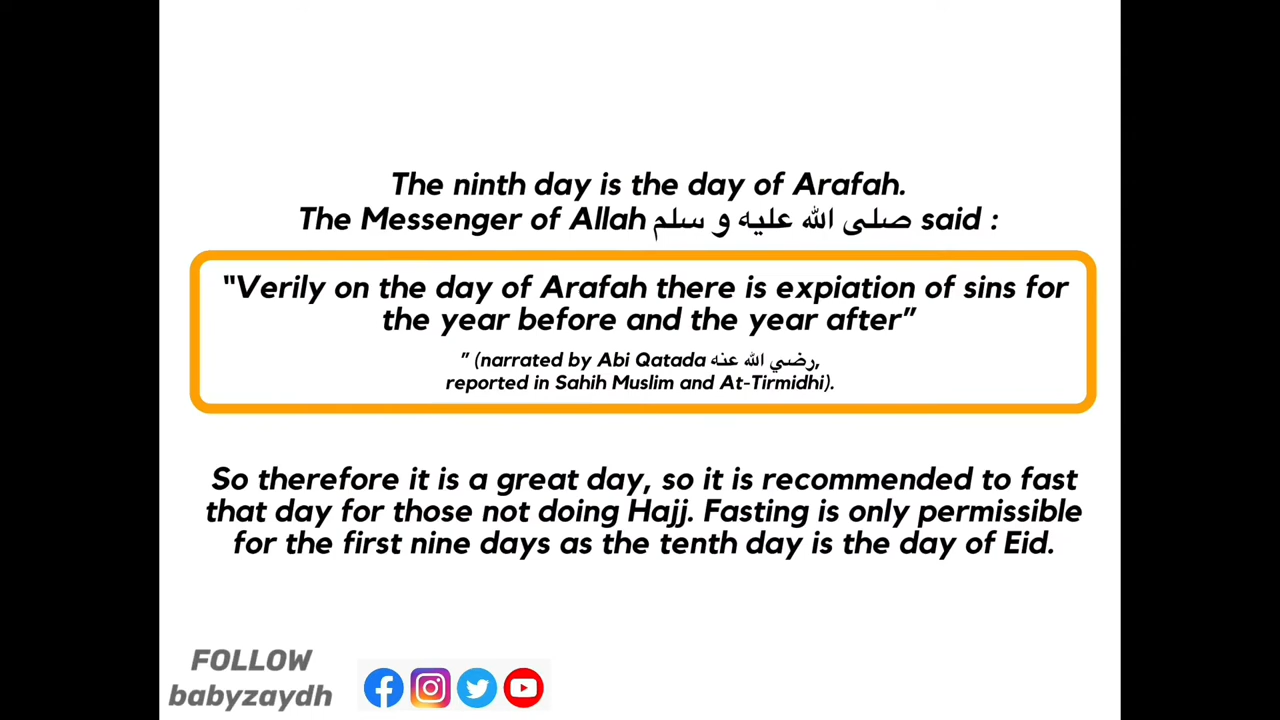 The ninth day is the day of Arafah.
The Messenger of Allah صلى الله عليه و سلم said :
"Verily on the day of Arafah there is expiation of sins for
the year before and the year after”
” (narrated by Abi Qatada رضي الله عنه,
reported in Sahih Muslim and At-Tirmidhi).
So therefore it is a great day, so it is recommended to fast
that day for those not doing Hajj. Fasting is only permissible
for the first nine days as the tenth day is the day of Eid.
FOLLOW
babyzaydh